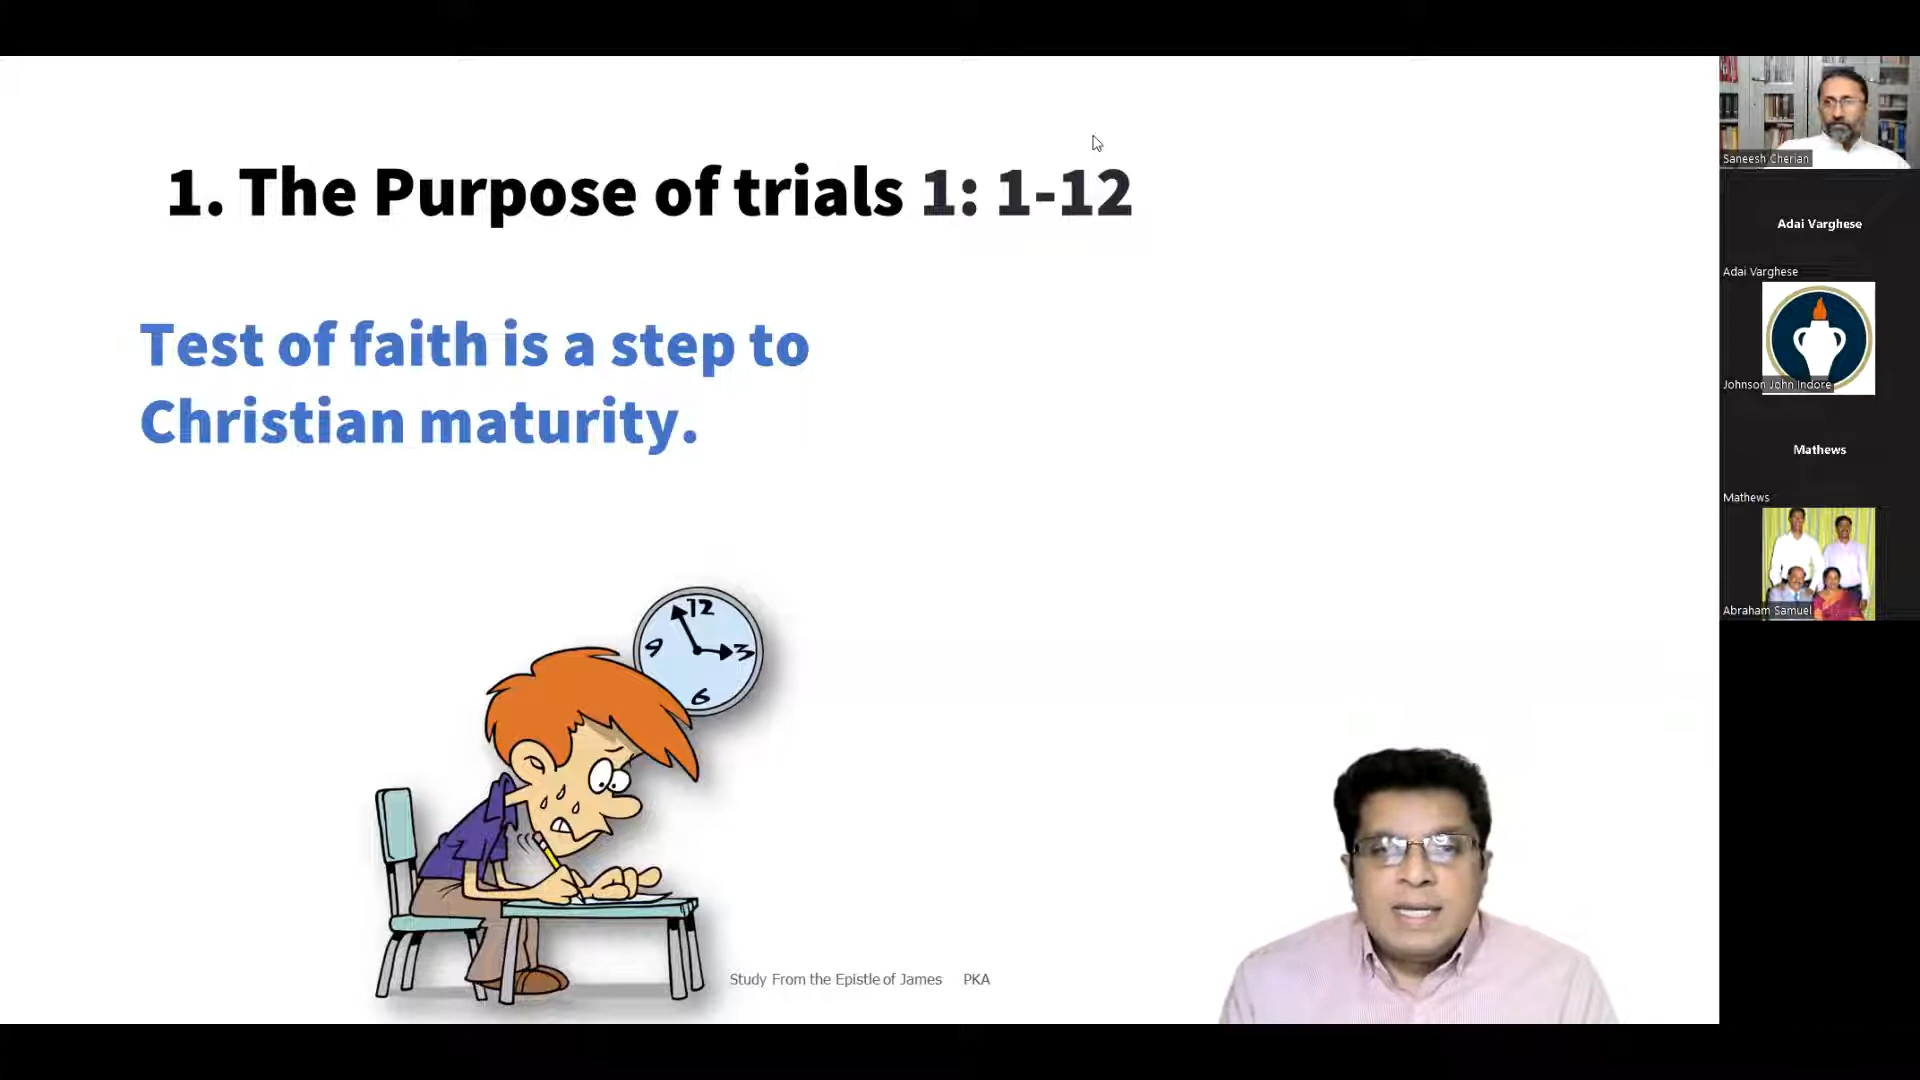 1. The Purpose of trials 1: 1-12
Test of faith is a step to
Christian maturity.
12
9
3
6
Study From the Epistle of James PKA
Saneesh Cherian
Adai Varghese
Adai Varghese
Johnson John Indore
Mathews
Mathews
Abraham Samuel